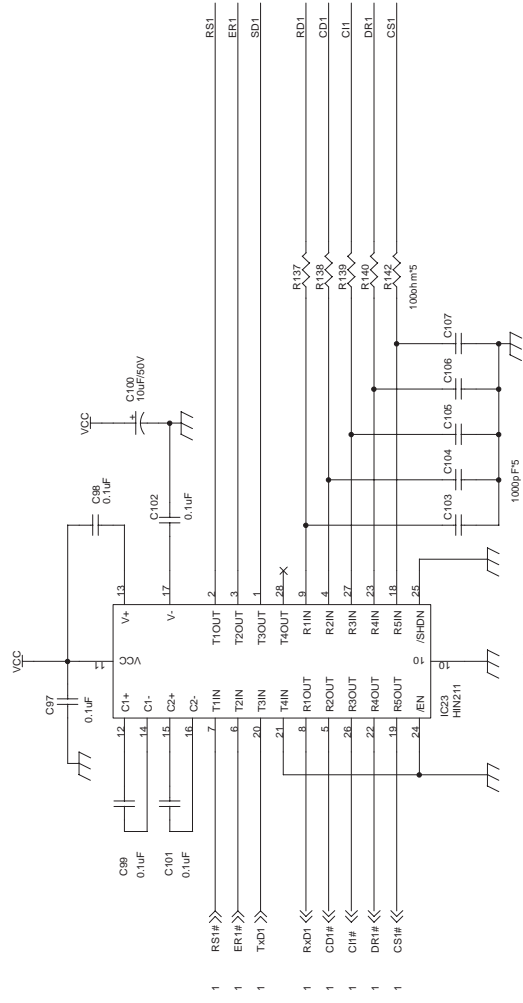 VCC
VCC
C97
0.1uF
C98
0.1uF
C100
10uF/50V
+
C102
0.1uF
C99
0.1uF
C101
0.1uF
12
14
15
16
7
6
20
21
8
5
26
22
19
24
C1+
C1-
C2+
C2-
T1IN
T2IN
T3IN
T4IN
R1OUT
R2OUT
R3OUT
R4OUT
R5OUT
/EN
VCC
11
10
10
V+
V-
T1OUT
T2OUT
T3OUT
T4OUT
R1IN
R2IN
R3IN
R4IN
R5IN
/SHDN
13
17
2
3
1
28
9
4
27
23
18
25
IC23
HIN211
1 RS1#
1 ER1#
1 TxD1
1 RxD1
1 CD1#
1 CI1#
1 DR1#
1 CS1#
C103
C104
C105
C106
C107
1000pF*5
R137
R138
R139
R140
R142
100ohm*5
RS1
ER1
SD1
RD1
CD1
CI1
DR1
CS1